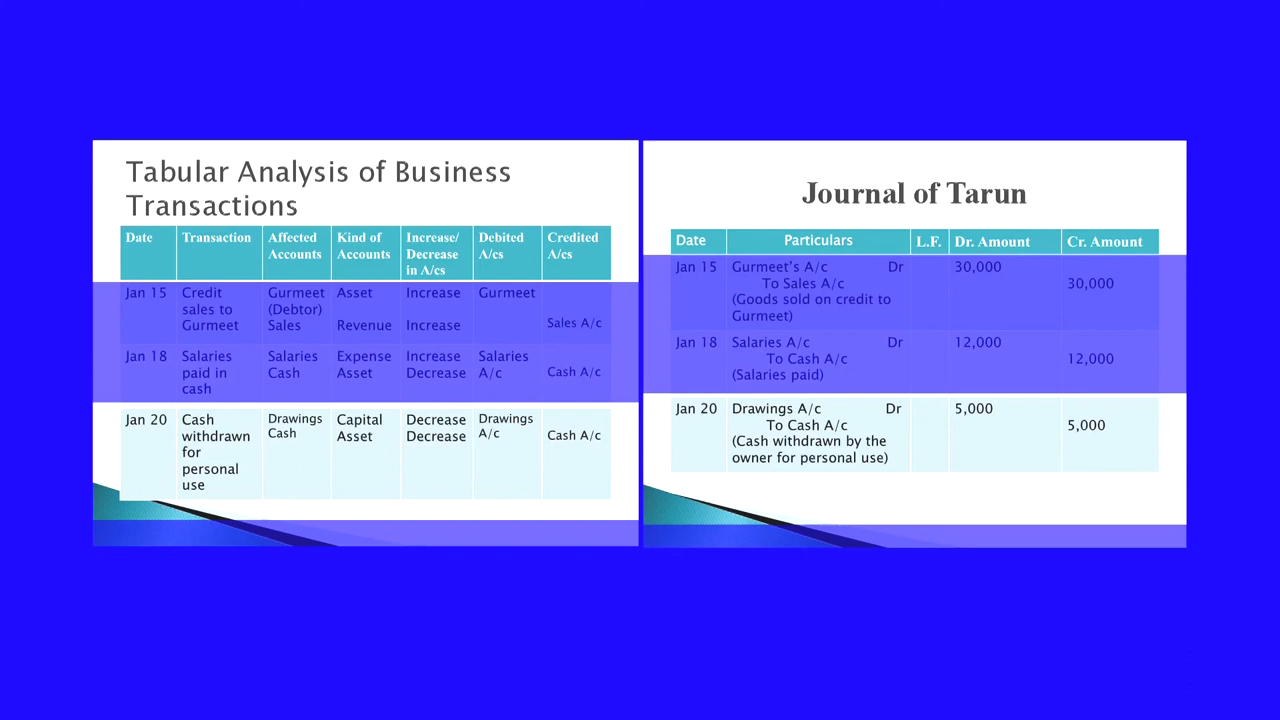 Tabular Analysis of Business
Transactions
Date Transaction Affected Accounts Kind of Accounts Increase/ Decrease in A/cs Debited A/cs Credited A/cs
Jan 15 Credit sales to Gurmeet Gurmeet (Debtor) Sales Asset Revenue Increase Increase Gurmeet Sales A/c
Jan 18 Salaries paid in cash Salaries Cash Expense Asset Increase Decrease Salaries A/c Cash A/c
Jan 20 Cash withdrawn for personal use Drawings Cash Capital Asset Decrease Decrease Drawings A/c Cash A/c
Journal of Tarun
Date Particulars L.F. Dr. Amount Cr. Amount
Jan 15 Gurmeet's A/c Dr 30,000
To Sales A/c 30,000
(Goods sold on credit to
Gurmeet)
Jan 18 Salaries A/c Dr 12,000
To Cash A/c 12,000
(Salaries paid)
Jan 20 Drawings A/c Dr 5,000
To Cash A/c 5,000
(Cash withdrawn by the
owner for personal use)